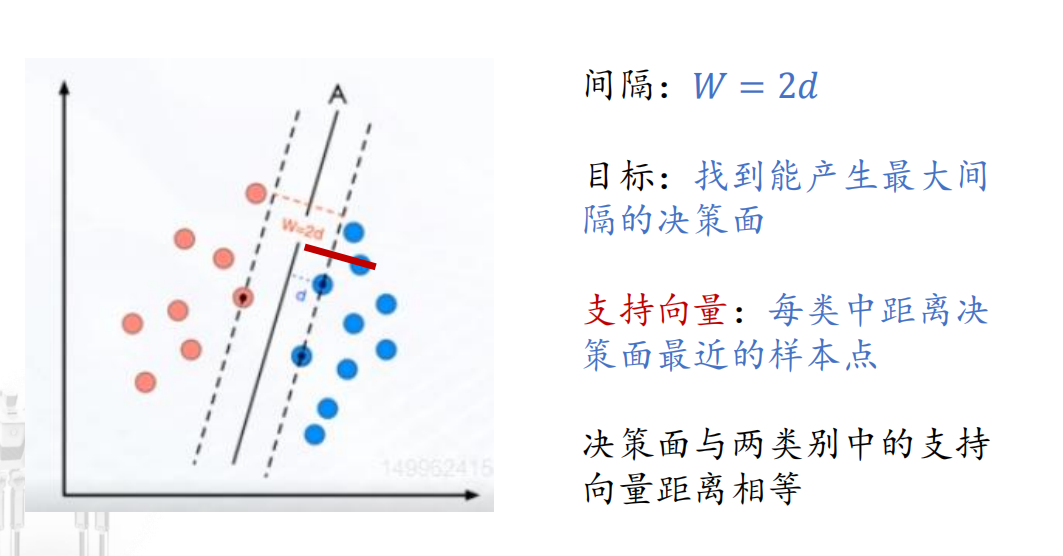 A
W=2d
d
149962415
间隔：W = 2d
目标：找到能产生最大间
隔的决策面
支持向量：每类中距离决
策面最近的样本点
决策面与两类别中的支持
向量距离相等